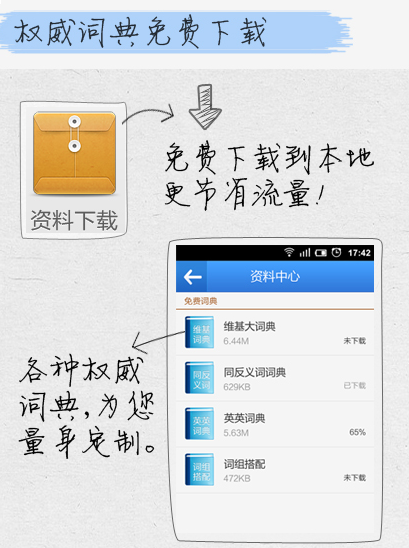 权威词典免费下载
免费下载到本地
更节省流量！
资料下载
17:42
资料中心
免费词典
维基词典
维基大词典
6.44M
未下载
同反义词
同反义词词典
629KB
已下载
英英词典
英英词典
5.63M
65%
词组搭配
词组搭配
472KB
未下载
各种权威
词典，为您
量身定制。